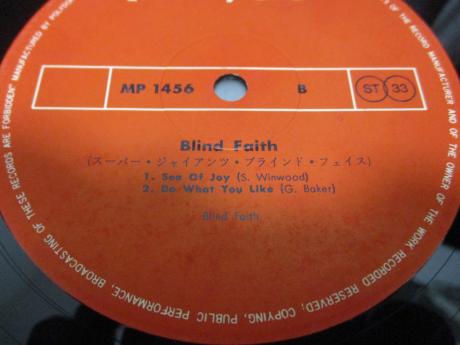 MP 1456 B ST 33
Blind Faith
(スーパー・ジャイアンツ・ブラインド・フェイス)
1. Sea Of Joy (S. Winwood)
2. Do What You Like (G. Baker)
Blind Faith
OF THE RECORD MANUFACTURER AND OF THE OWNER OF THE WORK RECORDED RESERVED; COPYING, PUBLIC PERFORMANCE, BROADCASTING OF THESE RECORDS ARE FORBIDDEN* MANUFACTURED BY